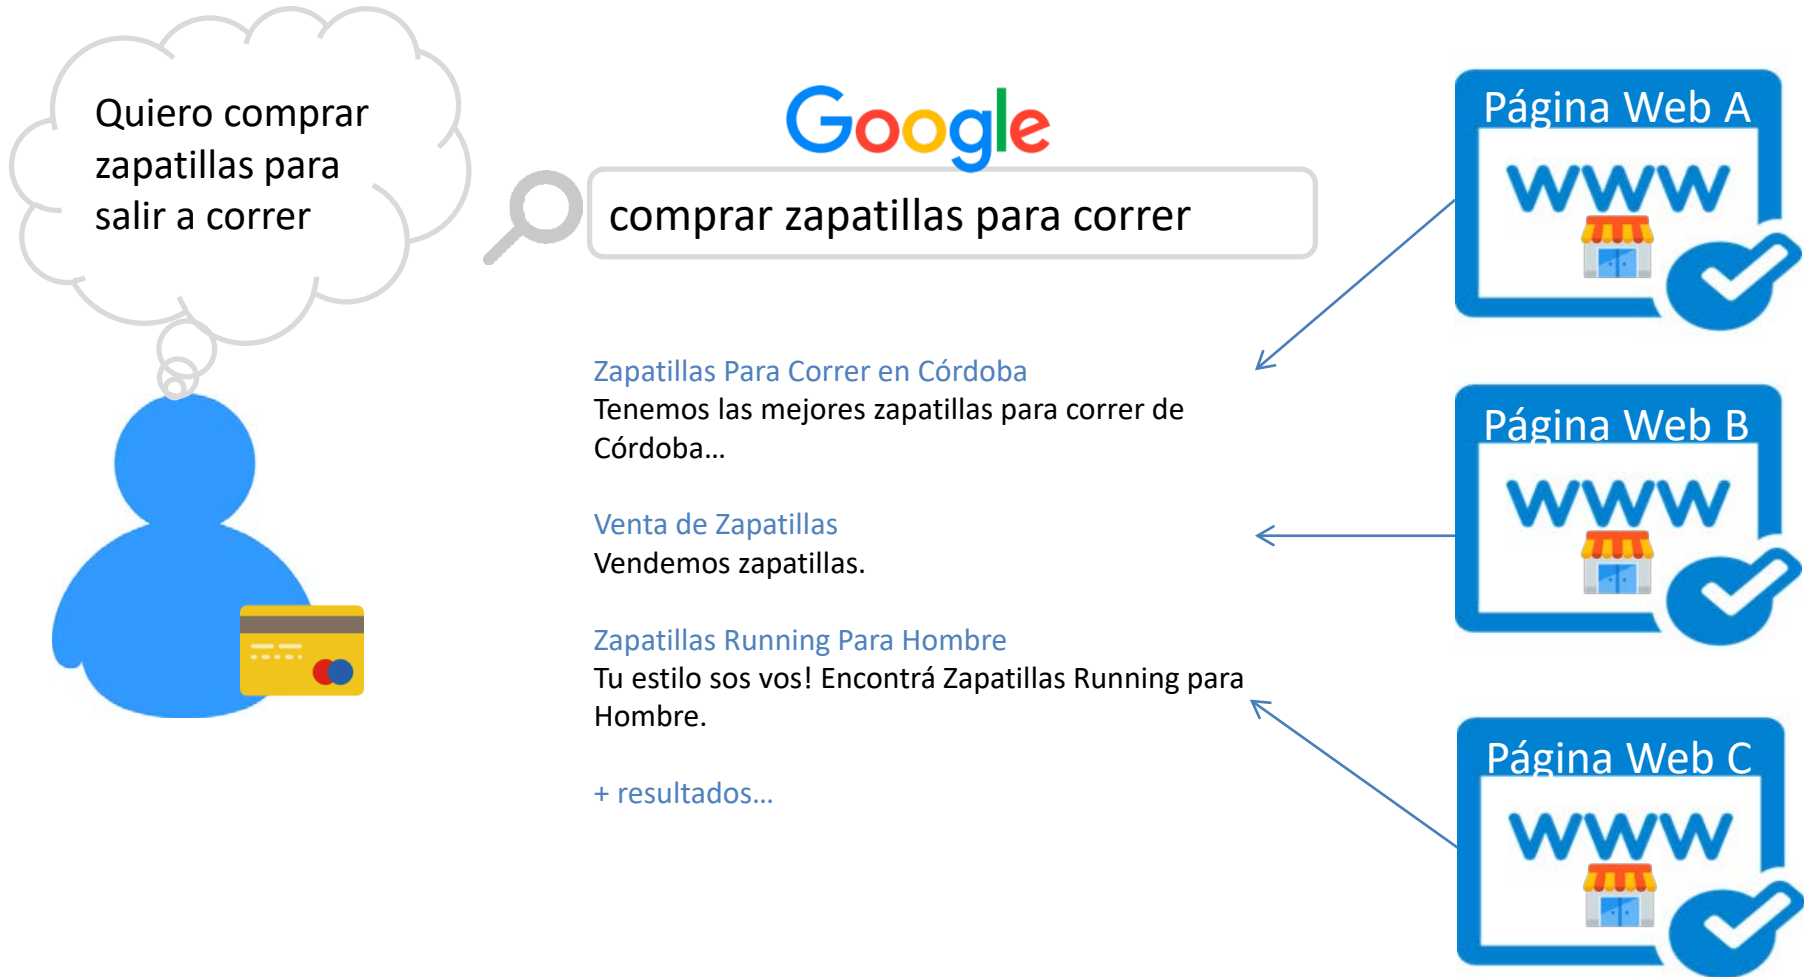 Quiero comprar
zapatillas para
salir a correr
Google
comprar zapatillas para correr
Zapatillas Para Correr en Córdoba
Tenemos las mejores zapatillas para correr de
Córdoba...
Venta de Zapatillas
Vendemos zapatillas.
Zapatillas Running Para Hombre
Tu estilo sos vos! Encontrá Zapatillas Running para
Hombre.
+ resultados...
Página Web A
WWW
Página Web B
WWW
Página Web C
WWW